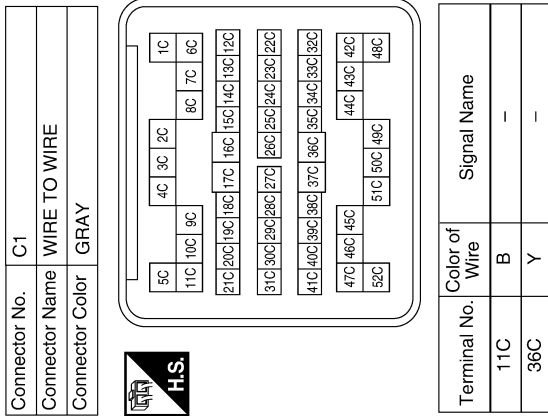 Connector No. C1
Connector Name WIRE TO WIRE
Connector Color GRAY
H.S.
5C 4C 3C 2C 1C
11C 10C 9C 8C 7C 6C
21C 20C 19C 18C 17C 16C 15C 14C 13C 12C
31C 30C 29C 28C 27C 26C 25C 24C 23C 22C
41C 40C 39C 38C 37C 36C 35C 34C 33C 32C
47C 46C 45C 44C 43C 42C
52C 51C 50C 49C 48C
Terminal No. Color of Wire Signal Name
11C B –
36C Y –